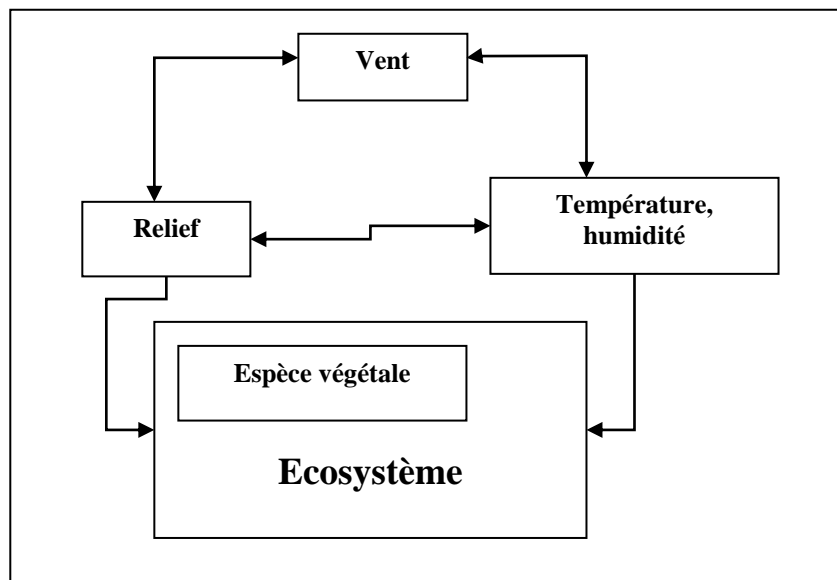 Vent
Relief
Température,
humidité
Espèce végétale
Ecosystème